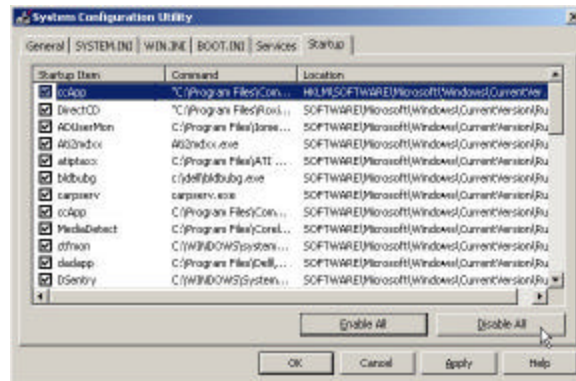 System Configuration Utility
General SYSTEM.INI WIN.INI BOOT.INI Services Startup
Startup Item Command Location
ccApp "C:\Program Files\Com... HKLM\SOFTWARE\Microsoft\Windows\CurrentVer
DirectCD "C:\Program Files\Roxi... SOFTWARE\Microsoft\Windows\CurrentVersion\Ru
ADUserMon C:\Program Files\Iome... SOFTWARE\Microsoft\Windows\CurrentVersion\Ru
Ati2mdxx Ati2mdxx.exe SOFTWARE\Microsoft\Windows\CurrentVersion\Ru
atiptaxx C:\Program Files\ATI ... SOFTWARE\Microsoft\Windows\CurrentVersion\Ru
bldbubg c:\dell\bldbubg.exe SOFTWARE\Microsoft\Windows\CurrentVersion\Ru
carpserv carpserv.exe SOFTWARE\Microsoft\Windows\CurrentVersion\Ru
ccApp C:\Program Files\Com... SOFTWARE\Microsoft\Windows\CurrentVersion\Ru
MediaDetect C:\Program Files\Corel... SOFTWARE\Microsoft\Windows\CurrentVersion\Ru
ctfmon C:\WINDOWS\system... SOFTWARE\Microsoft\Windows\CurrentVersion\Ru
dadapp C:\Program Files\Dell\... SOFTWARE\Microsoft\Windows\CurrentVersion\Ru
DSentry C:\WINDOWS\System... SOFTWARE\Microsoft\Windows\CurrentVersion\Ru
Enable All Disable All
OK Cancel Apply Help